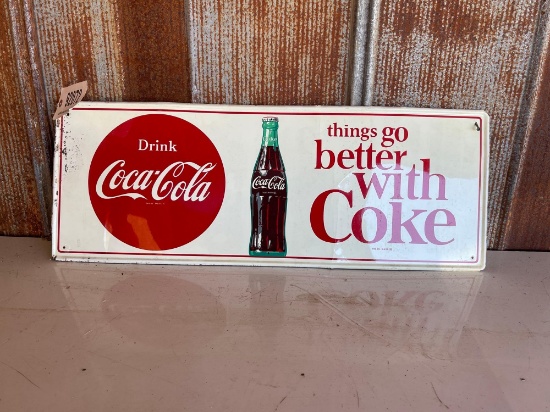 Drink
Coca-Cola
Coca-Cola
things go
better
with
Coke